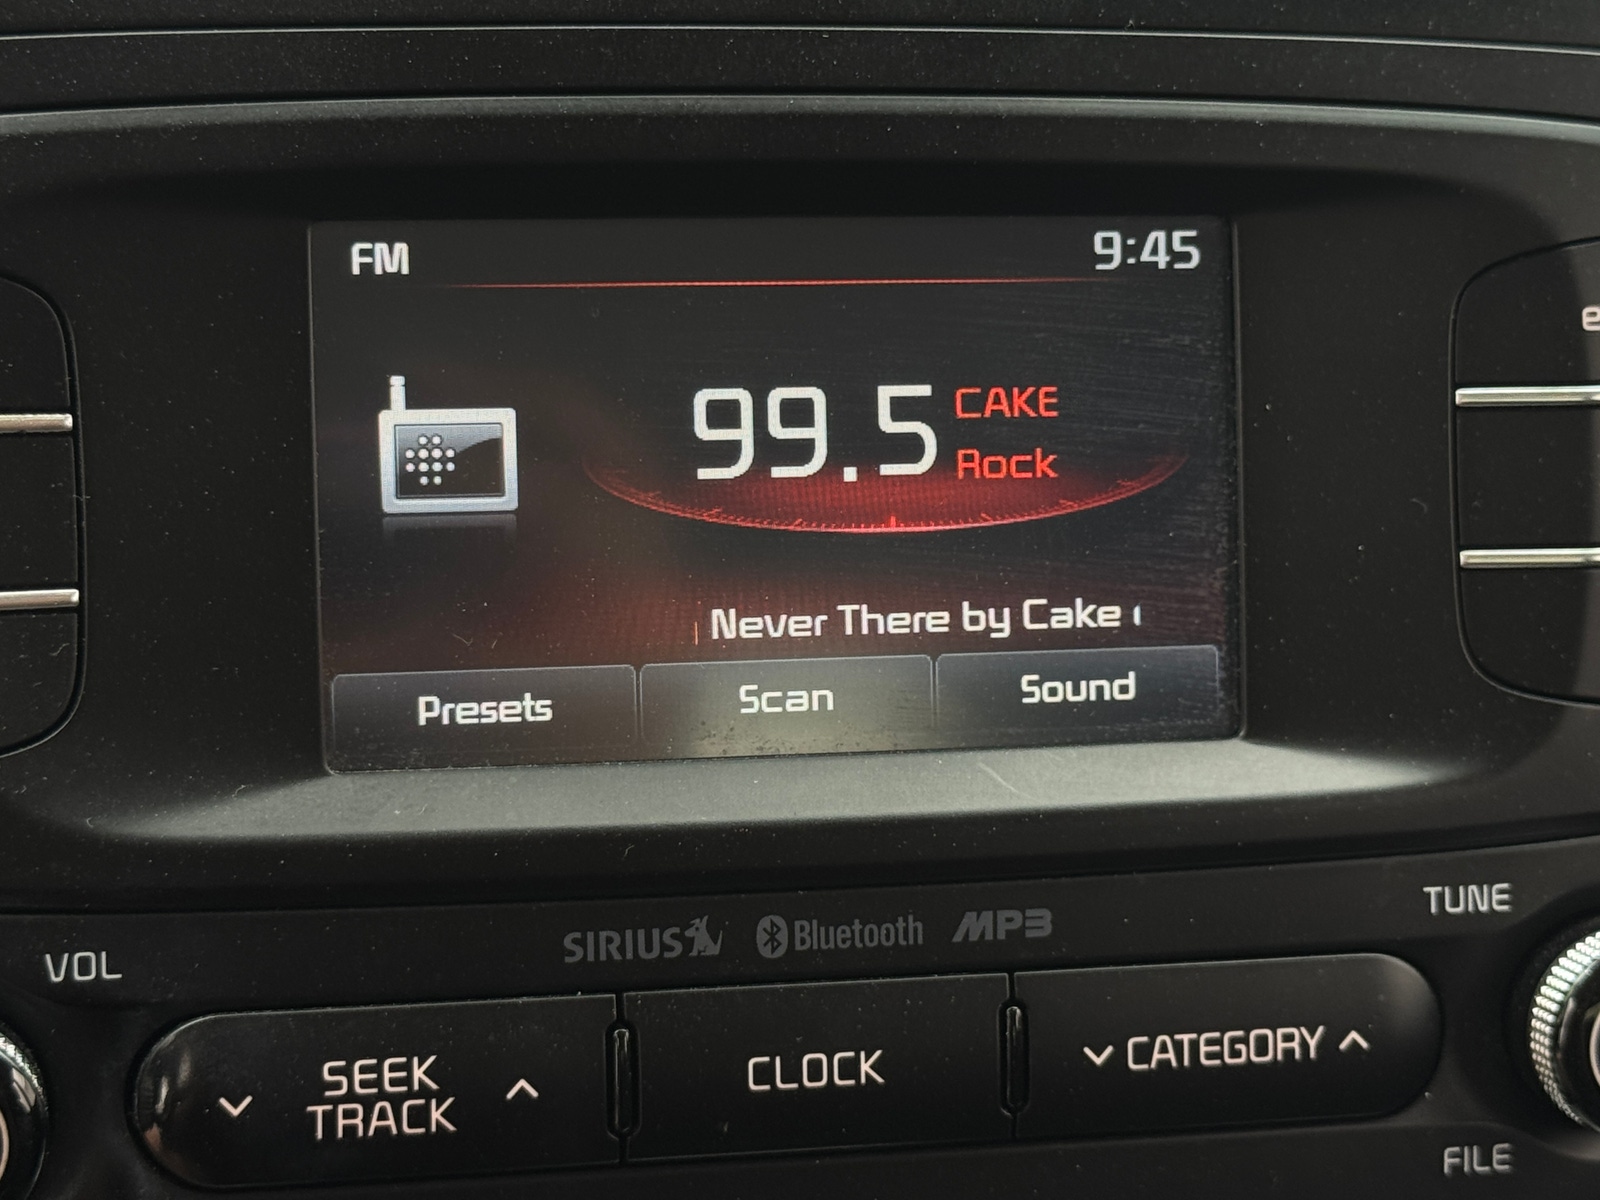 FM
9:45
99.5
CAKE
Rock
Never There by Cake
Presets
Scan
Sound
SIRIUS
Bluetooth
MP3
TUNE
VOL
SEEK
TRACK
CLOCK
CATEGORY
FILE